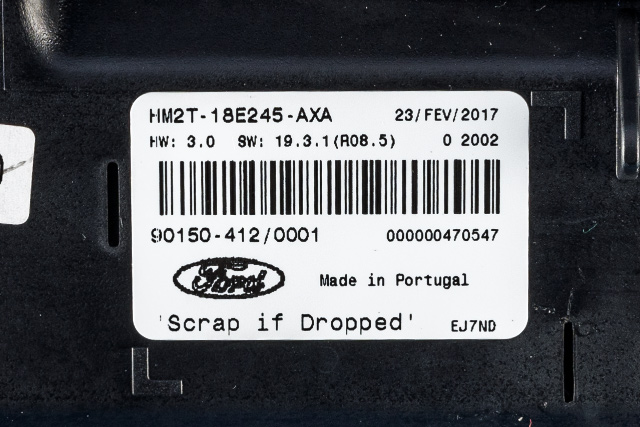 HM2T-18E245-AXA 23/FEV/2017
HW: 3.0 SW: 19.3.1(R08.5) 0 2002
90150-412/0001 000000470547
Ford Made in Portugal
'Scrap if Dropped' EJ7ND